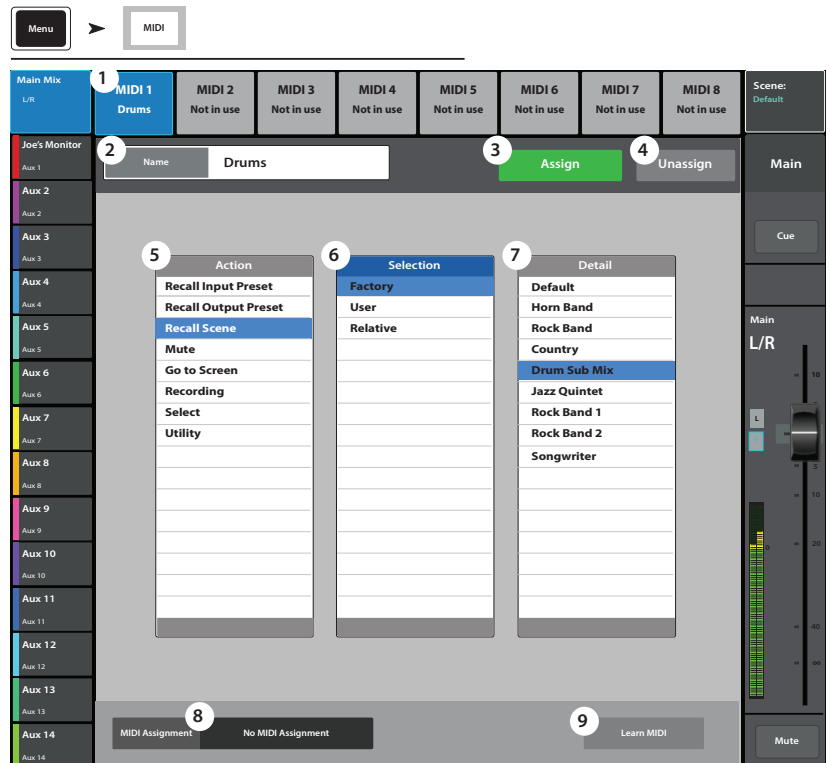 Menu
MIDI
Main Mix
L/R
1
MIDI 1
Drums
MIDI 2
Not in use
MIDI 3
Not in use
MIDI 4
Not in use
MIDI 5
Not in use
MIDI 6
Not in use
MIDI 7
Not in use
MIDI 8
Not in use
Scene:
Default
Joe's Monitor
Aux 1
Aux 2
Aux 2
Aux 3
Aux 3
Aux 4
Aux 4
Aux 5
Aux 5
Aux 6
Aux 6
Aux 7
Aux 7
Aux 8
Aux 8
Aux 9
Aux 9
Aux 10
Aux 10
Aux 11
Aux 11
Aux 12
Aux 12
Aux 13
Aux 13
Aux 14
Aux 14
2
Name
Drums
3
Assign
4
Unassign
5
Action
Recall Input Preset
Recall Output Preset
Recall Scene
Mute
Go to Screen
Recording
Select
Utility
6
Selection
Factory
User
Relative
7
Detail
Default
Horn Band
Rock Band
Country
Drum Sub Mix
Jazz Quintet
Rock Band 1
Rock Band 2
Songwriter
8
MIDI Assignment
No MIDI Assignment
9
Learn MIDI
Main
Cue
Main
L/R
10
L
5
10
20
40
∞
Mute